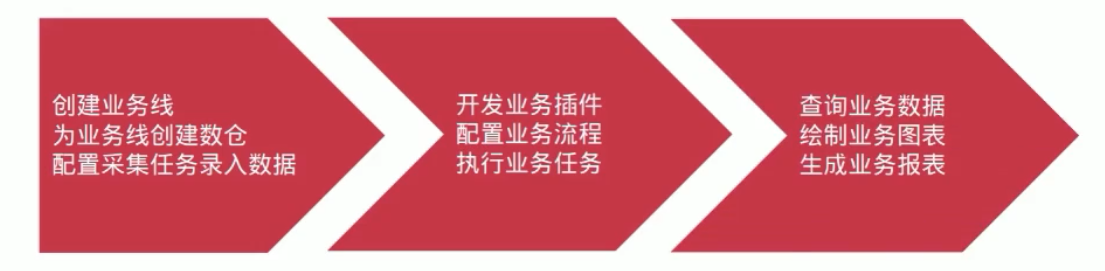 创建业务线
为业务线创建数仓
配置采集任务录入数据
开发业务插件
配置业务流程
执行业务任务
查询业务数据
绘制业务图表
生成业务报表